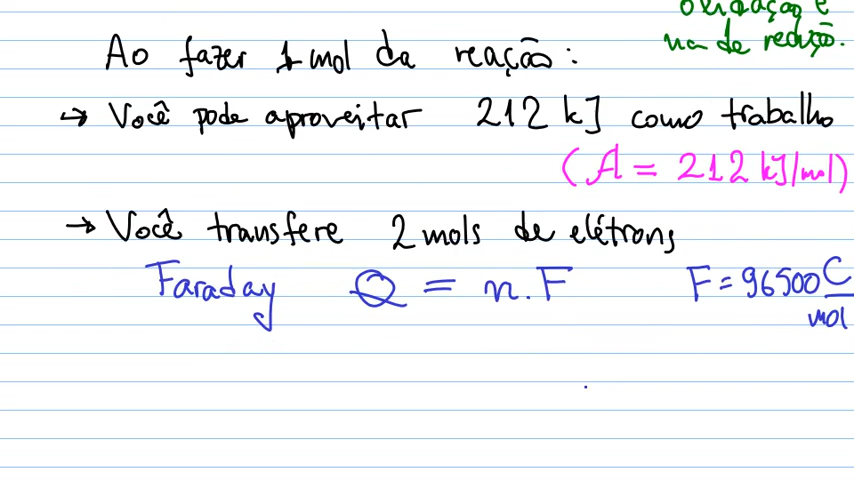 oxidação e
na de redução.
Ao fazer 1 mol da reação:
→ Você pode aproveitar 212 kJ como trabalho
(A = 212 kJ/mol)
→ Você transfere 2 mols de elétrons
Faraday Q = n.F F = 96500 C/mol